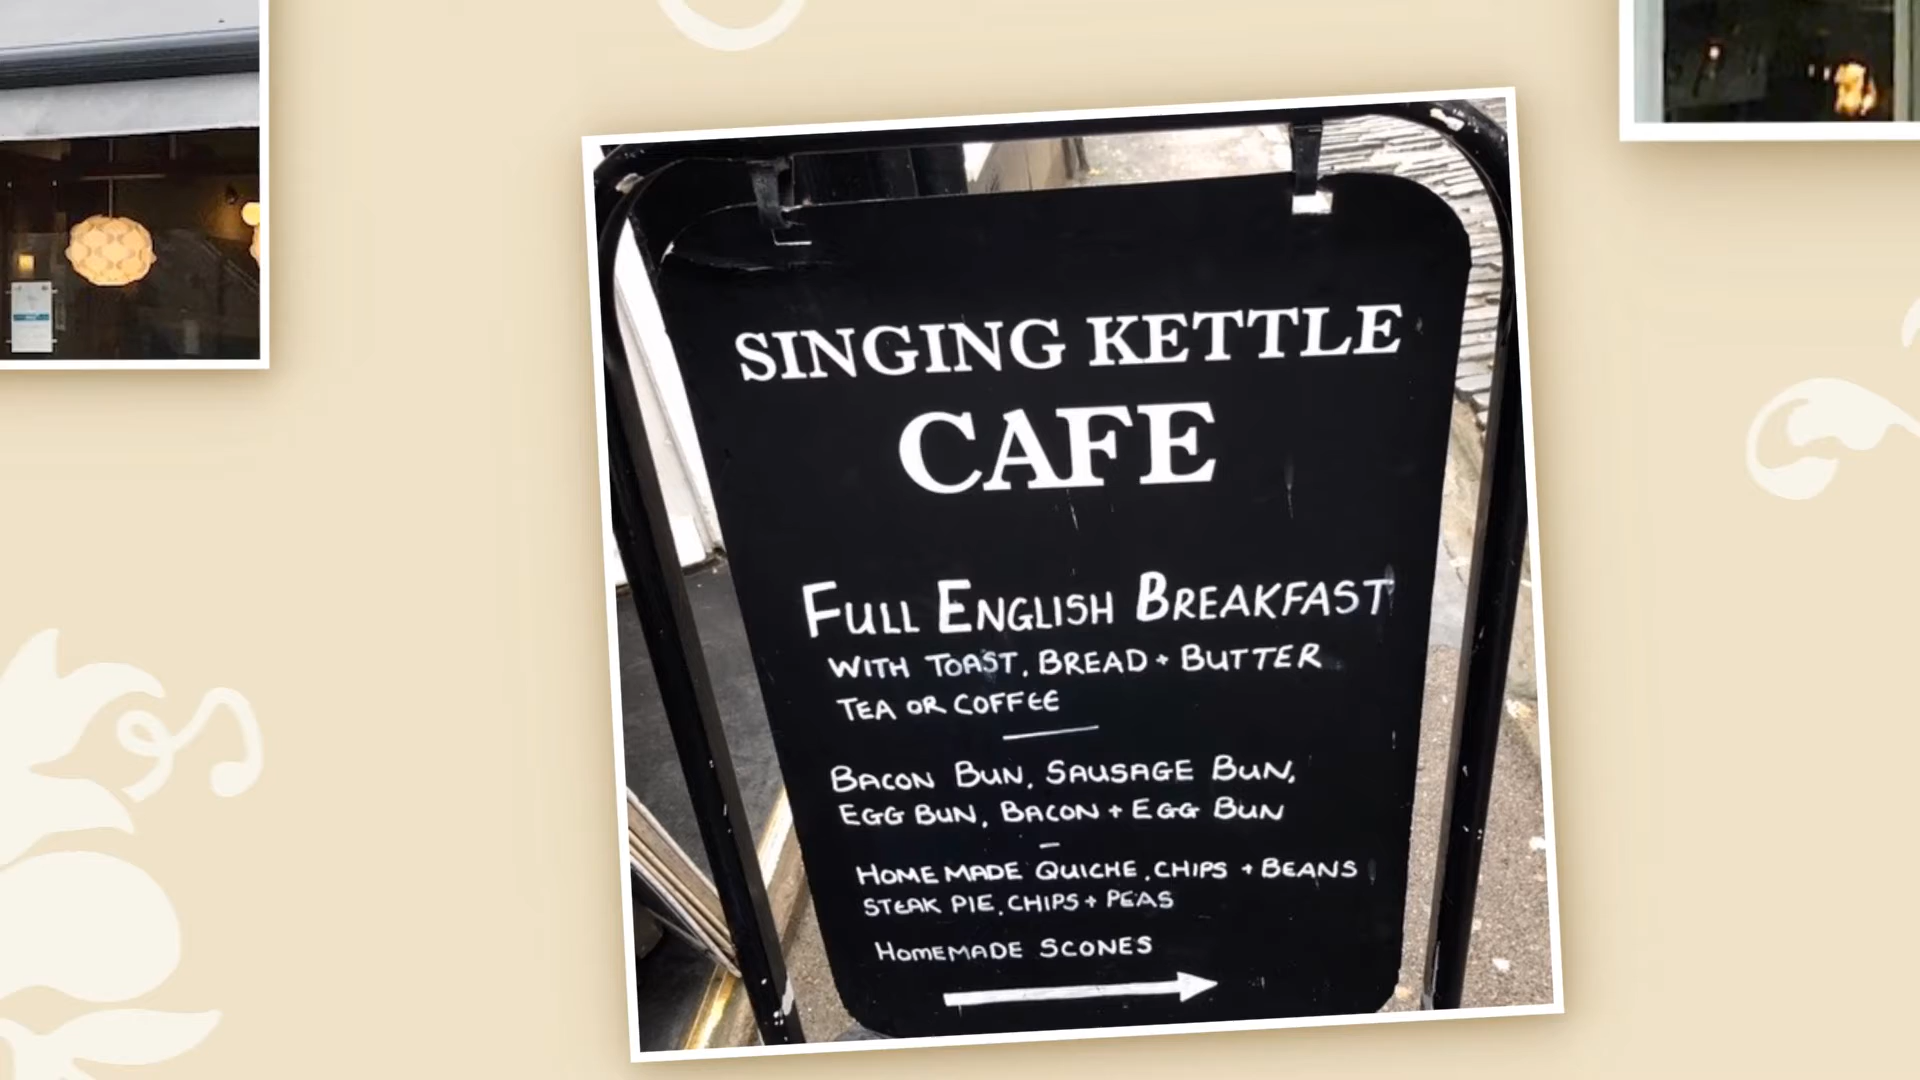 SINGING KETTLE
CAFE
FULL ENGLISH BREAKFAST
WITH TOAST, BREAD + BUTTER
TEA OR COFFEE
BACON BUN, SAUSAGE BUN,
EGG BUN, BACON + EGG BUN
HOME MADE QUICHE, CHIPS + BEANS
STEAK PIE, CHIPS + PEAS
HOMEMADE SCONES